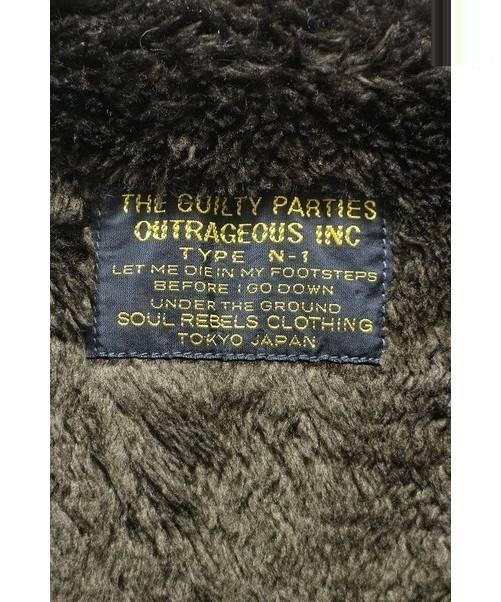 THE GUILTY PARTIES
OUTRAGEOUS INC
TYPE N-1
LET ME DIE IN MY FOOTSTEPS
BEFORE I GO DOWN
UNDER THE GROUND
SOUL REBELS CLOTHING
TOKYO JAPAN